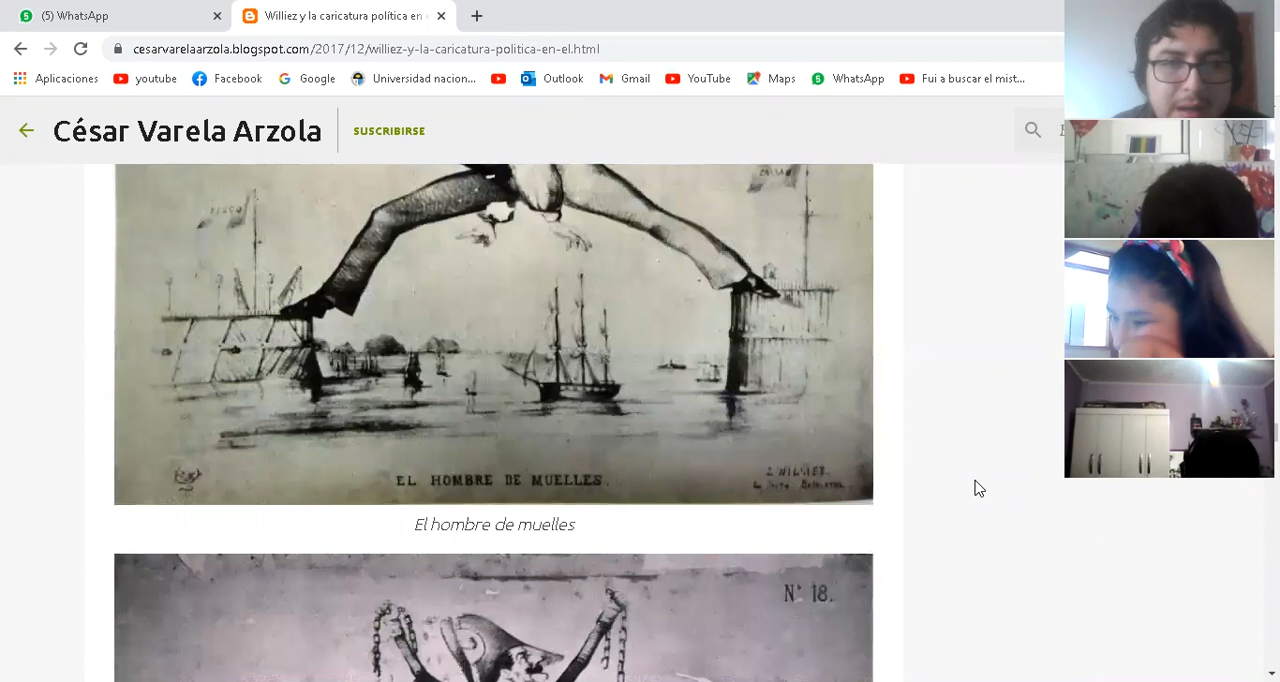 (5) WhatsApp
Williez y la caricatura política en
cesarvarelaarzola.blogspot.com/2017/12/williez-y-la-caricatura-politica-en-el.html
Aplicaciones youtube Facebook Google Universidad nacion... Outlook Gmail YouTube Maps WhatsApp Fui a buscar el mist...
César Varela Arzola SUSCRIBIRSE
PISCO
EL HOMBRE DE MUELLES.
El hombre de muelles
Nº 18.